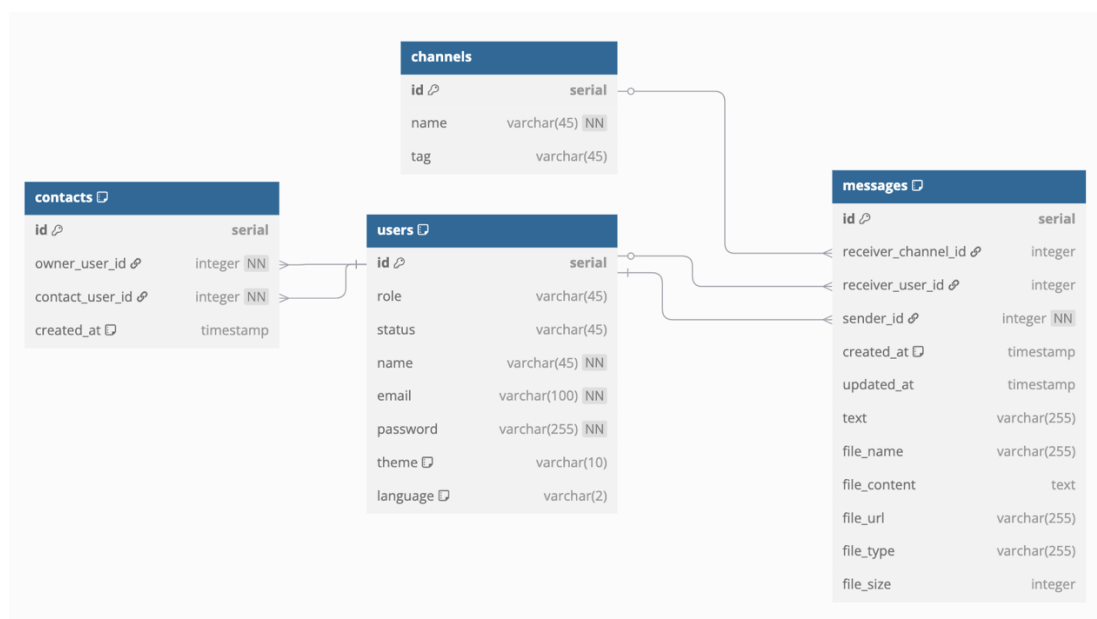 channels
id serial
name varchar(45) NN
tag varchar(45)
contacts
id serial
owner_user_id integer NN
contact_user_id integer NN
created_at timestamp
users
id serial
role varchar(45)
status varchar(45)
name varchar(45) NN
email varchar(100) NN
password varchar(255) NN
theme varchar(10)
language varchar(2)
messages
id serial
receiver_channel_id integer
receiver_user_id integer
sender_id integer NN
created_at timestamp
updated_at timestamp
text varchar(255)
file_name varchar(255)
file_content text
file_url varchar(255)
file_type varchar(255)
file_size integer